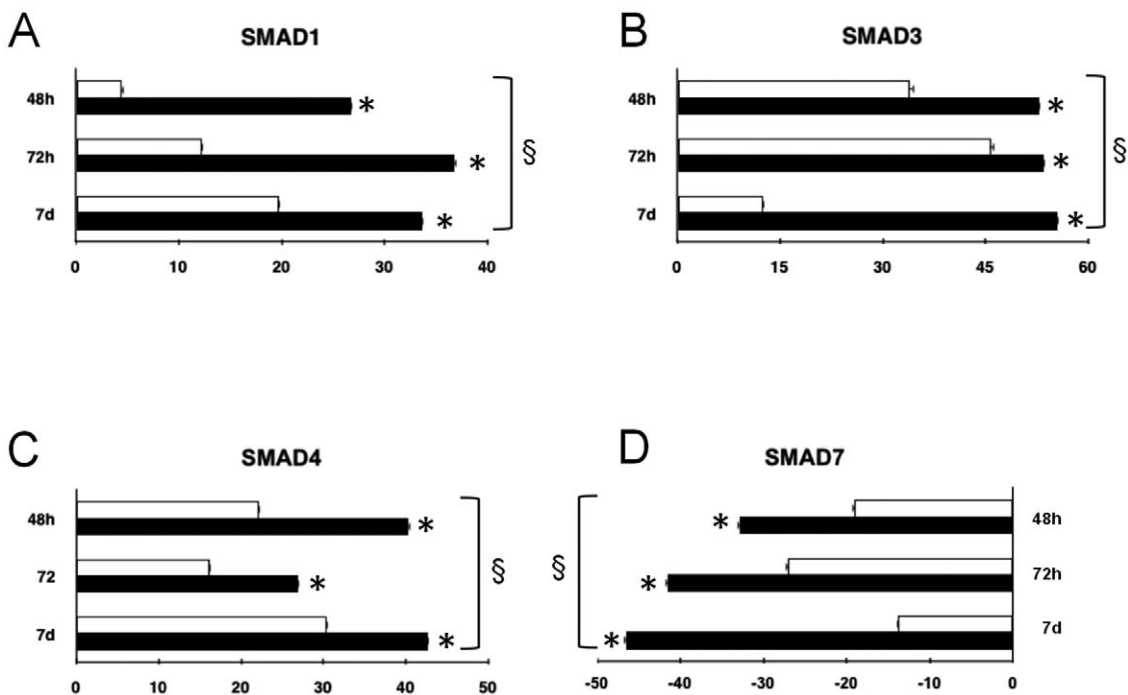 A
SMAD1
48h
*
72h
*
§
7d
*
0 10 20 30 40
B
SMAD3
48h
*
72h
*
§
7d
*
0 15 30 45 60
C
SMAD4
48h
*
72
*
§
7d
*
0 10 20 30 40 50
D
SMAD7
*
48h
§
*
72h
*
7d
-50 -40 -30 -20 -10 0